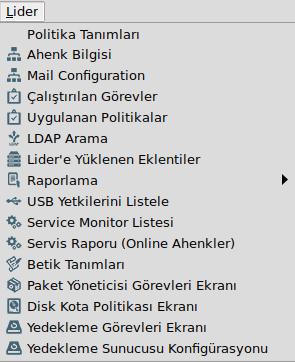 Lider
Politika Tanımları
Ahenk Bilgisi
Mail Configuration
Çalıştırılan Görevler
Uygulanan Politikalar
LDAP Arama
Lider'e Yüklenen Eklentiler
Raporlama
USB Yetkilerini Listele
Service Monitor Listesi
Servis Raporu (Online Ahenkler)
Betik Tanımları
Paket Yöneticisi Görevleri Ekranı
Disk Kota Politikası Ekranı
Yedekleme Görevleri Ekranı
Yedekleme Sunucusu Konfigürasyonu